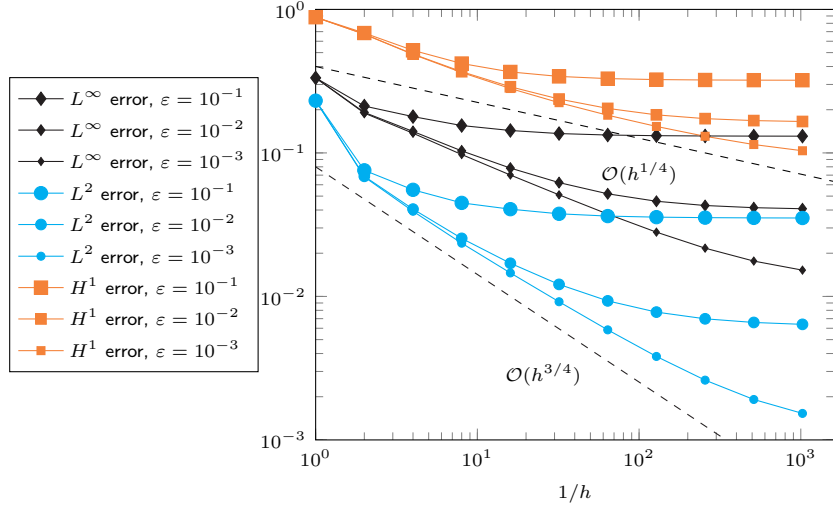 10⁰
10⁻¹
10⁻²
10⁻³
10⁰
10¹
10²
10³
1/h
L^∞ error, ε = 10⁻¹
L^∞ error, ε = 10⁻²
L^∞ error, ε = 10⁻³
L² error, ε = 10⁻¹
L² error, ε = 10⁻²
L² error, ε = 10⁻³
H¹ error, ε = 10⁻¹
H¹ error, ε = 10⁻²
H¹ error, ε = 10⁻³
𝒪(h^{1/4})
𝒪(h^{3/4})